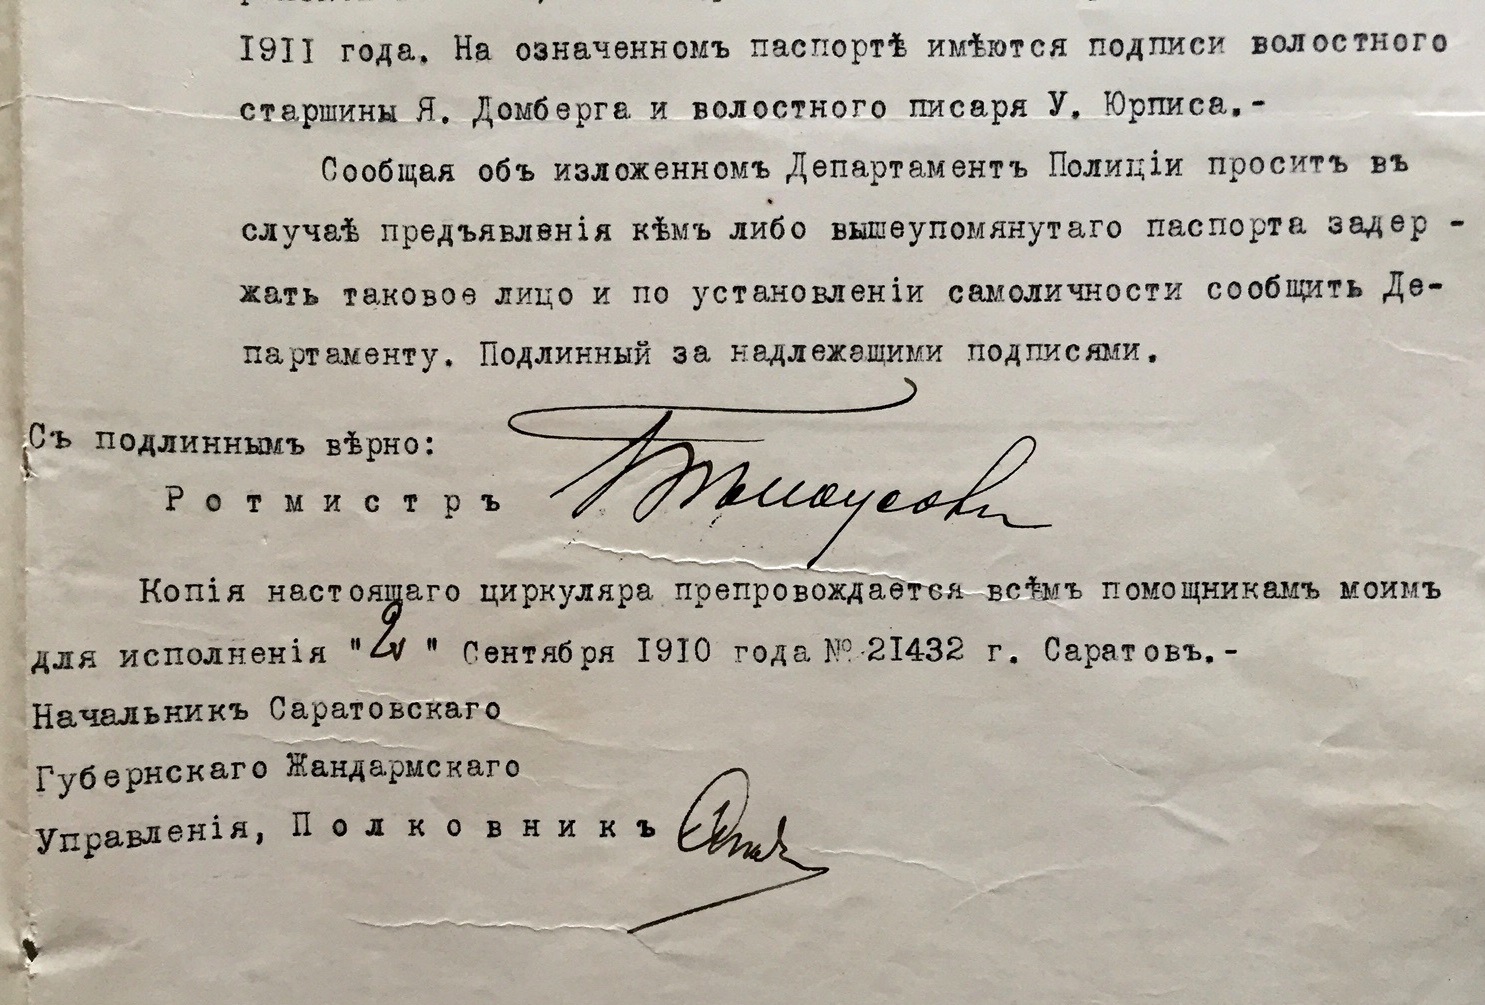 1911 года. На означенномъ паспортѣ имѣются подписи волостного
старшины Я. Домберга и волостного писаря У. Юрписа.-
Сообщая объ изложенномъ Департаментъ Полиціи проситъ въ
случаѣ предъявленія кѣмъ либо вышеупомянутаго паспорта задер -
жать таковое лицо и по установленіи самоличности сообщить Де-
партаменту. Подлинный за надлежащими подписями.
Съ подлиннымъ вѣрно:
Ротмистръ
Копія настоящаго циркуляра препровождается всѣмъ помощникамъ моимъ
для исполненія " " Сентября 1910 года № 21432 г. Саратовъ.-
Начальникъ Саратовскаго
Губернскаго Жандармскаго
Управленія, Полковникъ